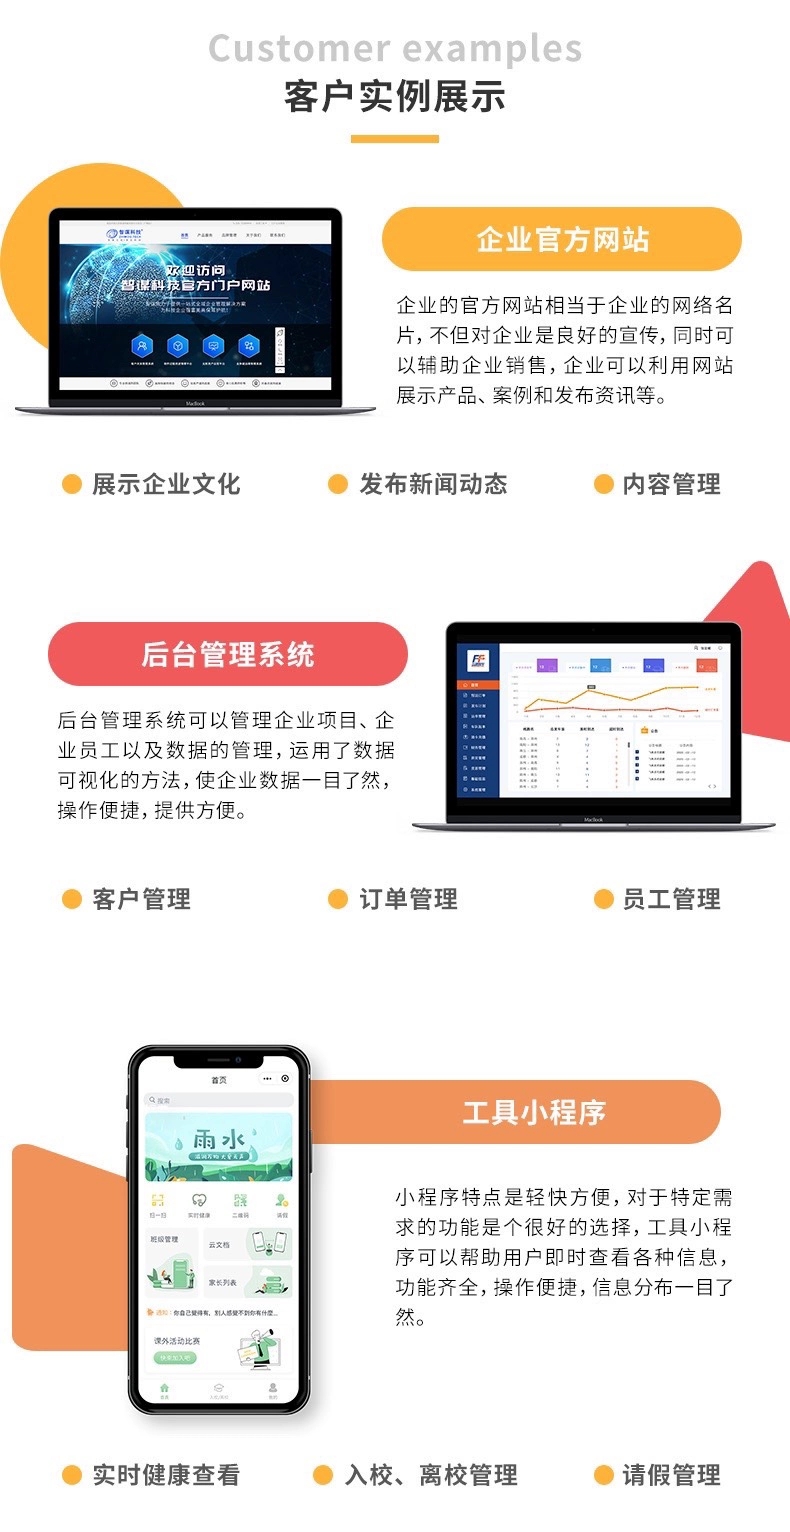 Customer examples
客户实例展示
智谋科技
欢迎访问
智谋科技官方门户网站
MacBook
企业官方网站
企业的官方网站相当于企业的网络名
片，不但对企业是良好的宣传，同时可
以辅助企业销售，企业可以利用网站
展示产品、案例和发布资讯等。
展示企业文化
发布新闻动态
内容管理
后台管理系统
后台管理系统可以管理企业项目、企
业员工以及数据的管理，运用了数据
可视化的方法，使企业数据一目了然，
操作便捷，提供方便。
MacBook
客户管理
订单管理
员工管理
首页
搜索
雨水
扫一扫
实时健康
二维码
请假
班级管理
云文档
家长列表
通知：你自己覺得有，別人感覺不到你有什麼...
课外活动比赛
快来加入吧
工具小程序
小程序特点是轻快方便，对于特定需
求的功能是个很好的选择，工具小程
序可以帮助用户即时查看各种信息，
功能齐全，操作便捷，信息分布一目了
然。
实时健康查看
入校、离校管理
请假管理